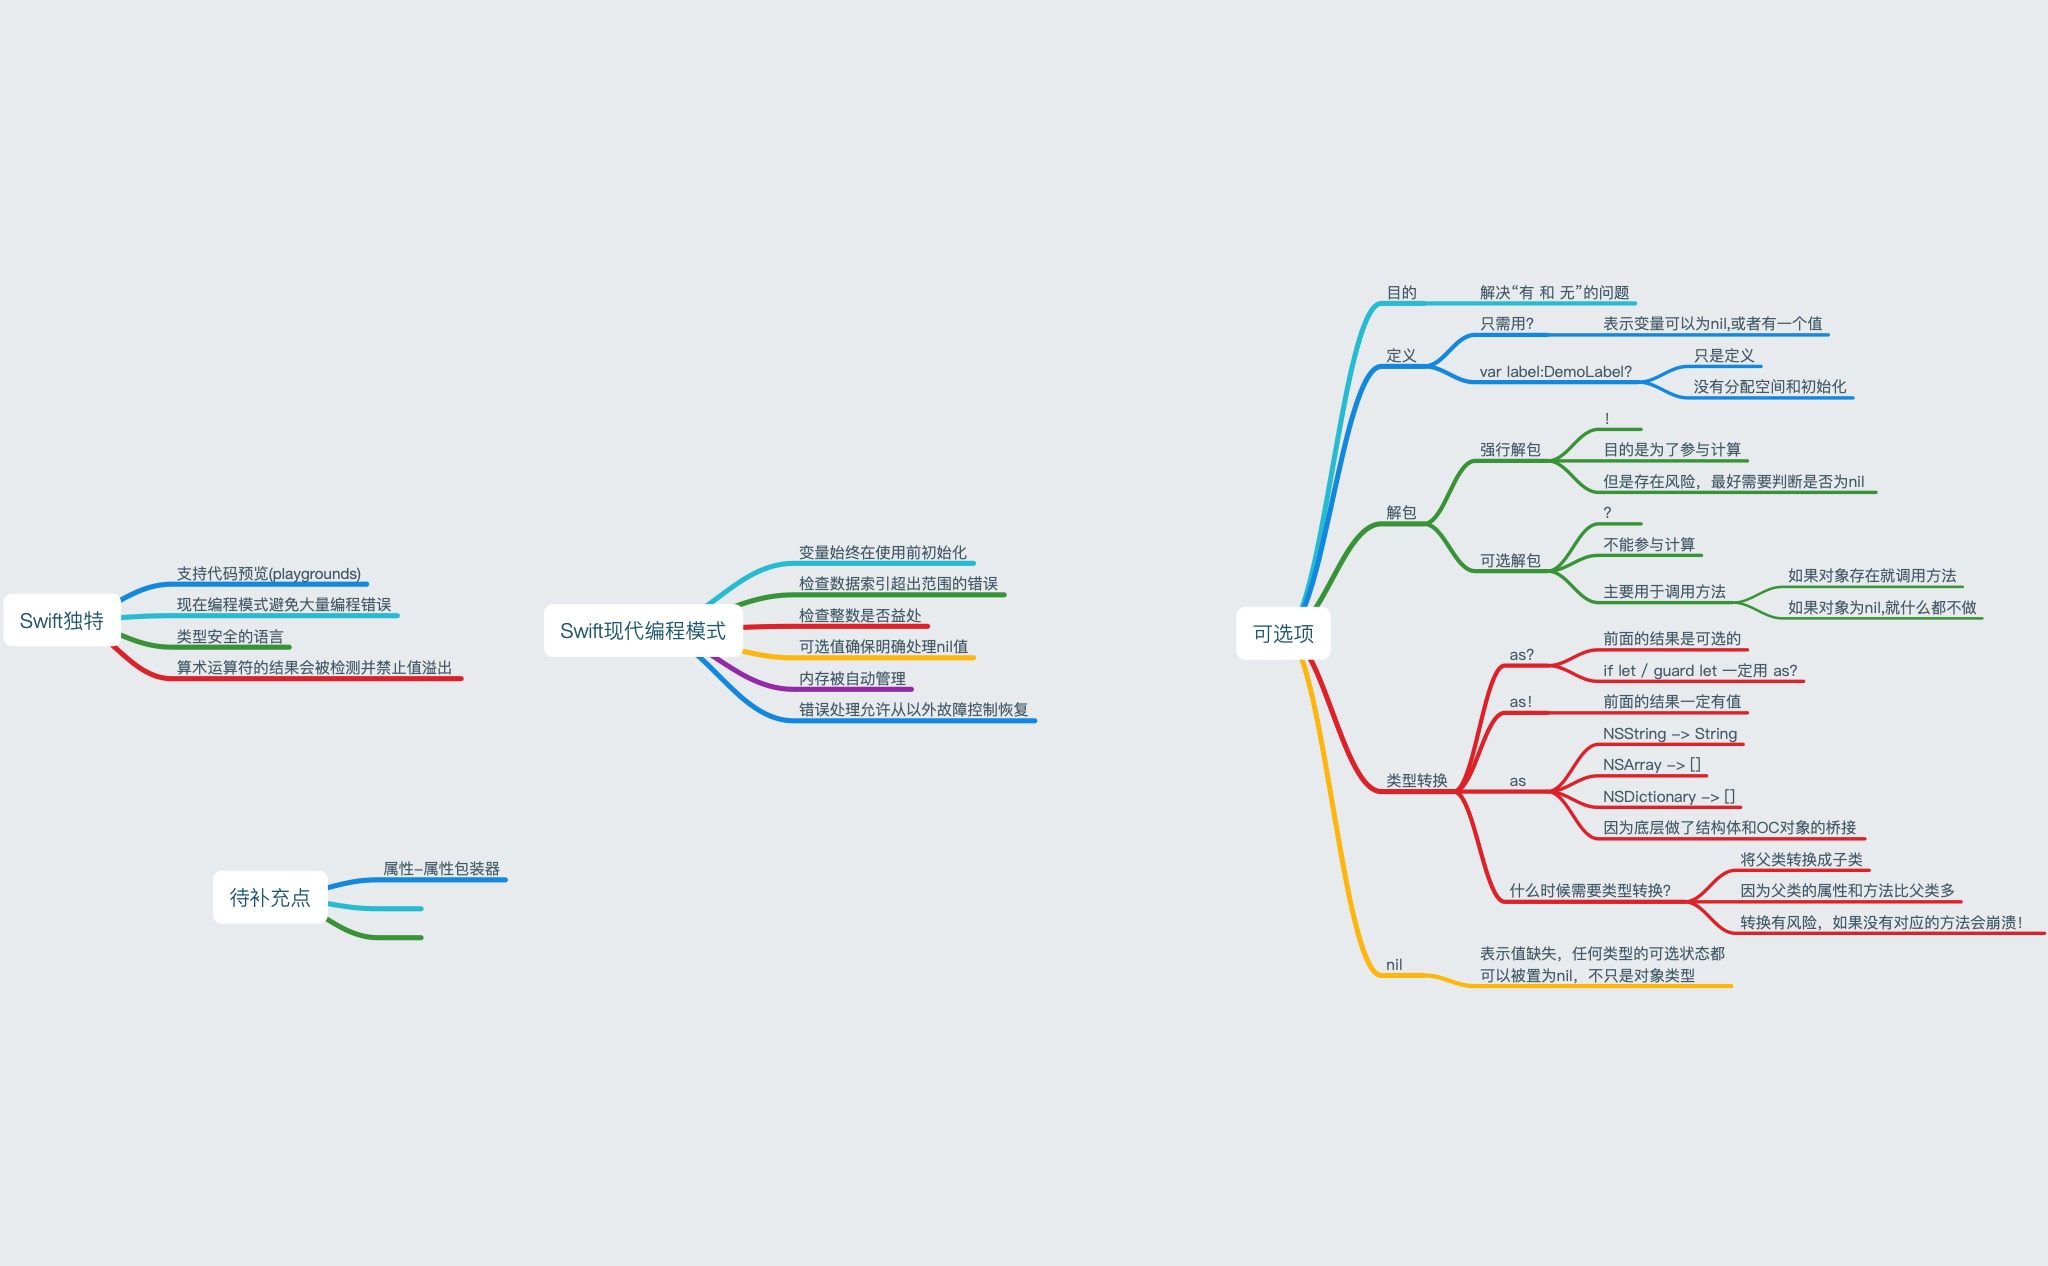 Swift独特
支持代码预览(playgrounds)
现在编程模式避免大量编程错误
类型安全的语言
算术运算符的结果会被检测并禁止值溢出
待补充点
属性-属性包装器
Swift现代编程模式
变量始终在使用前初始化
检查数据索引超出范围的错误
检查整数是否益处
可选值确保明确处理nil值
内存被自动管理
错误处理允许从以外故障控制恢复
可选项
目的
解决“有 和 无”的问题
定义
只需用?
表示变量可以为nil,或者有一个值
var label:DemoLabel?
只是定义
没有分配空间和初始化
解包
强行解包
!
目的是为了参与计算
但是存在风险，最好需要判断是否为nil
可选解包
?
不能参与计算
主要用于调用方法
如果对象存在就调用方法
如果对象为nil,就什么都不做
类型转换
as?
前面的结果是可选的
if let / guard let 一定用 as?
as!
前面的结果一定有值
as
NSString -> String
NSArray -> []
NSDictionary -> []
因为底层做了结构体和OC对象的桥接
什么时候需要类型转换?
将父类转换成子类
因为父类的属性和方法比父类多
转换有风险，如果没有对应的方法会崩溃!
nil
表示值缺失，任何类型的可选状态都
可以被置为nil，不只是对象类型